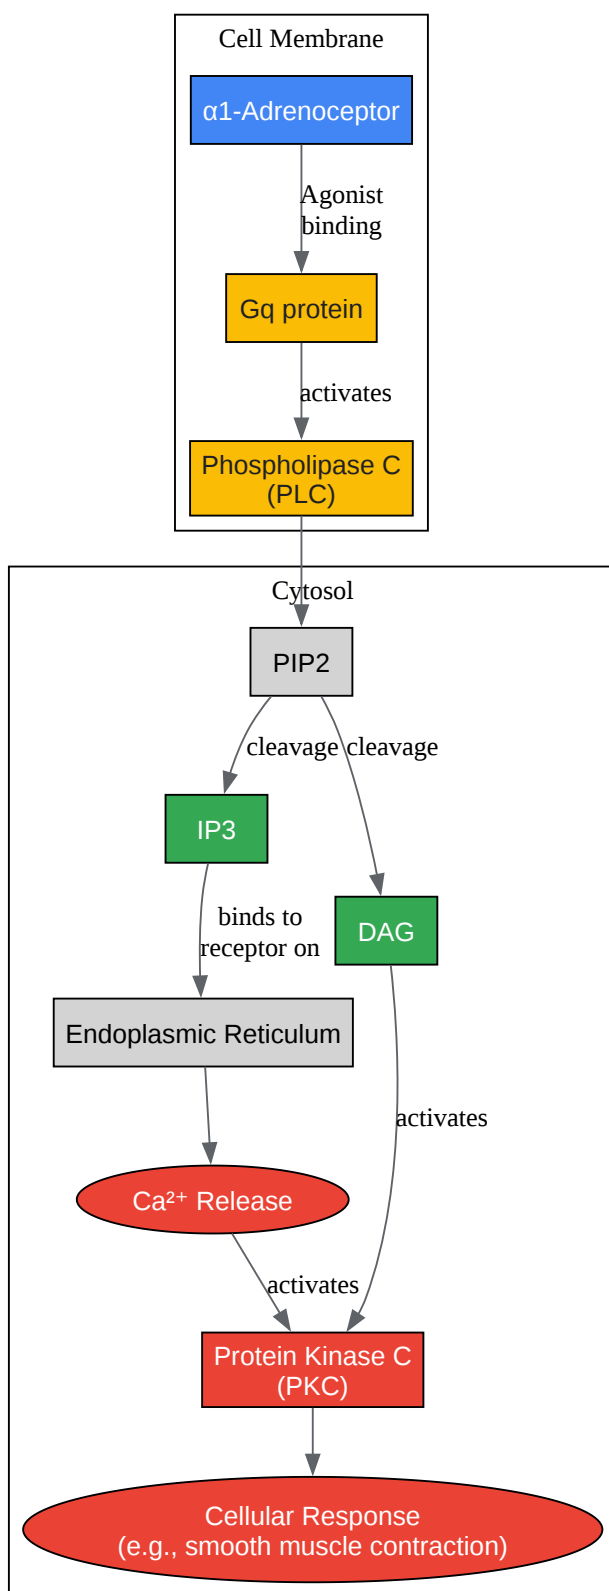 Cell Membrane
α1-Adrenoceptor
Agonist
binding
Gq protein
activates
Phospholipase C
(PLC)
Cytosol
PIP2
cleavage
cleavage
IP3
binds to
receptor on
DAG
Endoplasmic Reticulum
activates
Ca²⁺ Release
activates
Protein Kinase C
(PKC)
Cellular Response
(e.g., smooth muscle contraction)